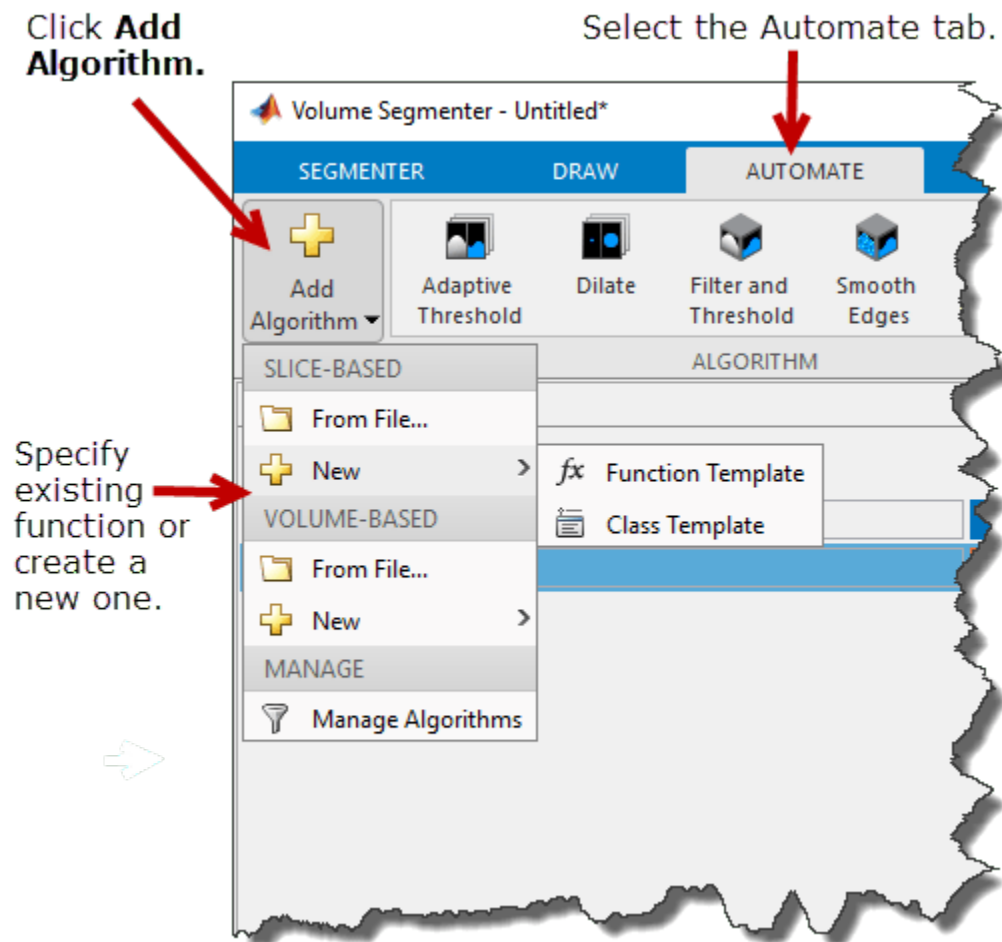 Click Add
Algorithm.
Select the Automate tab.
Volume Segmenter - Untitled*
SEGMENTER DRAW AUTOMATE
Add
Algorithm
Adaptive
Threshold
Dilate
Filter and
Threshold
Smooth
Edges
ALGORITHM
SLICE-BASED
From File...
New
fx Function Template
Class Template
Specify
existing
function or
create a
new one.
VOLUME-BASED
From File...
New
MANAGE
Manage Algorithms